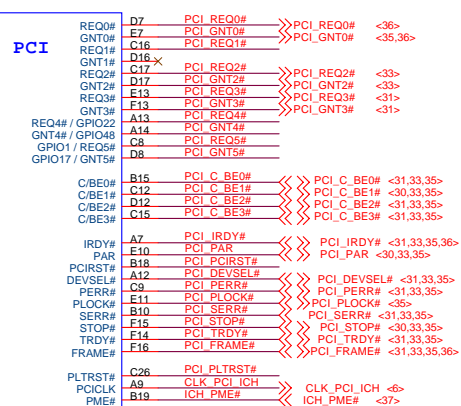 PCI
REQ0# D7 PCI_REQ0# PCI_REQ0# <36>
GNT0# E7 PCI_GNT0# PCI_GNT0# <35,36>
REQ1# C16 PCI_REQ1#
GNT1# D16
REQ2# C17 PCI_REQ2# PCI_REQ2# <33>
GNT2# D17 PCI_GNT2# PCI_GNT2# <33>
REQ3# E13 PCI_REQ3# PCI_REQ3# <31>
GNT3# F13 PCI_GNT3# PCI_GNT3# <31>
REQ4# / GPIO22 A13 PCI_REQ4#
GNT4# / GPIO48 A14 PCI_GNT4#
GPIO1 / REQ5# C8 PCI_REQ5#
GPIO17 / GNT5# D8 PCI_GNT5#
C/BE0# B15 PCI_C_BE0# PCI_C_BE0# <31,33,35>
C/BE1# C12 PCI_C_BE1# PCI_C_BE1# <30,33,35>
C/BE2# D12 PCI_C_BE2# PCI_C_BE2# <31,33,35>
C/BE3# C15 PCI_C_BE3# PCI_C_BE3# <31,33,35>
IRDY# A7 PCI_IRDY# PCI_IRDY# <31,33,35,36>
PAR E10 PCI_PAR PCI_PAR <30,33,35>
PCIRST# B18 PCI_PCIRST#
DEVSEL# A12 PCI_DEVSEL# PCI_DEVSEL# <31,33,35>
PERR# C9 PCI_PERR# PCI_PERR# <31,33,35>
PLOCK# E11 PCI_PLOCK# PCI_PLOCK# <35>
SERR# B10 PCI_SERR# PCI_SERR# <31,33,35>
STOP# F15 PCI_STOP# PCI_STOP# <30,33,35>
TRDY# F14 PCI_TRDY# PCI_TRDY# <31,33,35>
FRAME# F16 PCI_FRAME# PCI_FRAME# <31,33,35,36>
PLTRST# C26 PCI_PLTRST#
PCICLK A9 CLK_PCI_ICH CLK_PCI_ICH <6>
PME# B19 ICH_PME# ICH_PME# <37>